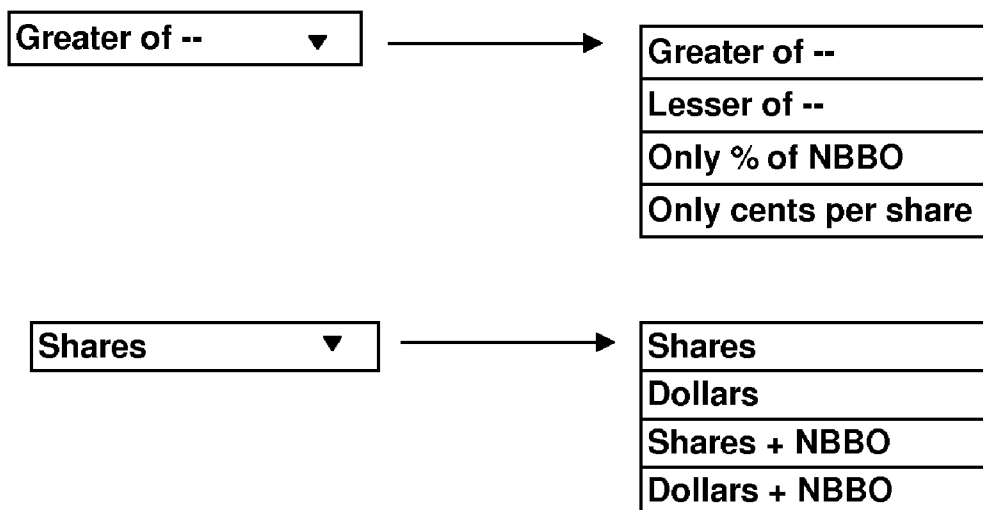 Greater of --
Greater of --
Lesser of --
Only % of NBBO
Only cents per share
Shares
Shares
Dollars
Shares + NBBO
Dollars + NBBO